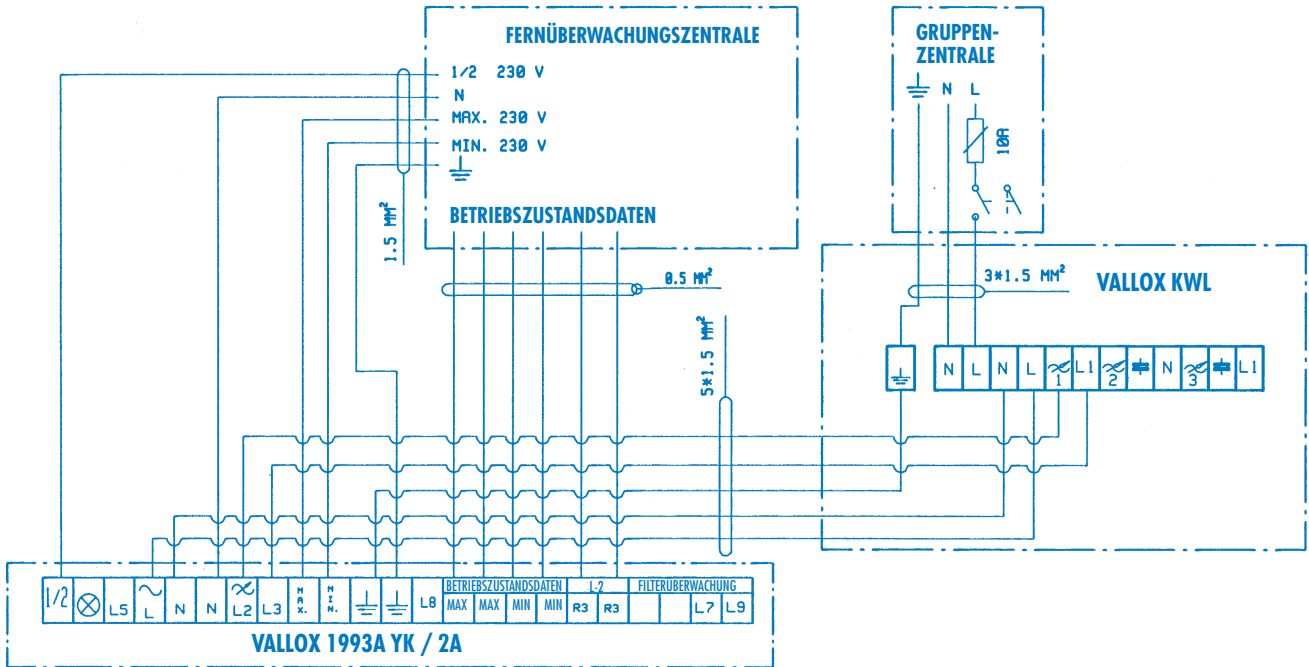 FERNÜBERWACHUNGSZENTRALE
1/2 230 V
N
MAX. 230 V
MIN. 230 V
BETRIEBSZUSTANDSDATEN
1.5 MM²
0.5 MM²
5*1.5 MM²
GRUPPEN-
ZENTRALE
N L
10A
3*1.5 MM²
VALLOX KWL
N L N L 1 L1 2 N 3 L1
BETRIEBSZUSTANDSDATEN L-2 FILTERÜBERWACHUNG
1/2 L5 L N N L2 L3 MAX. MIN. L8 MAX MAX MIN MIN R3 R3 L7 L9
VALLOX 1993A YK / 2A